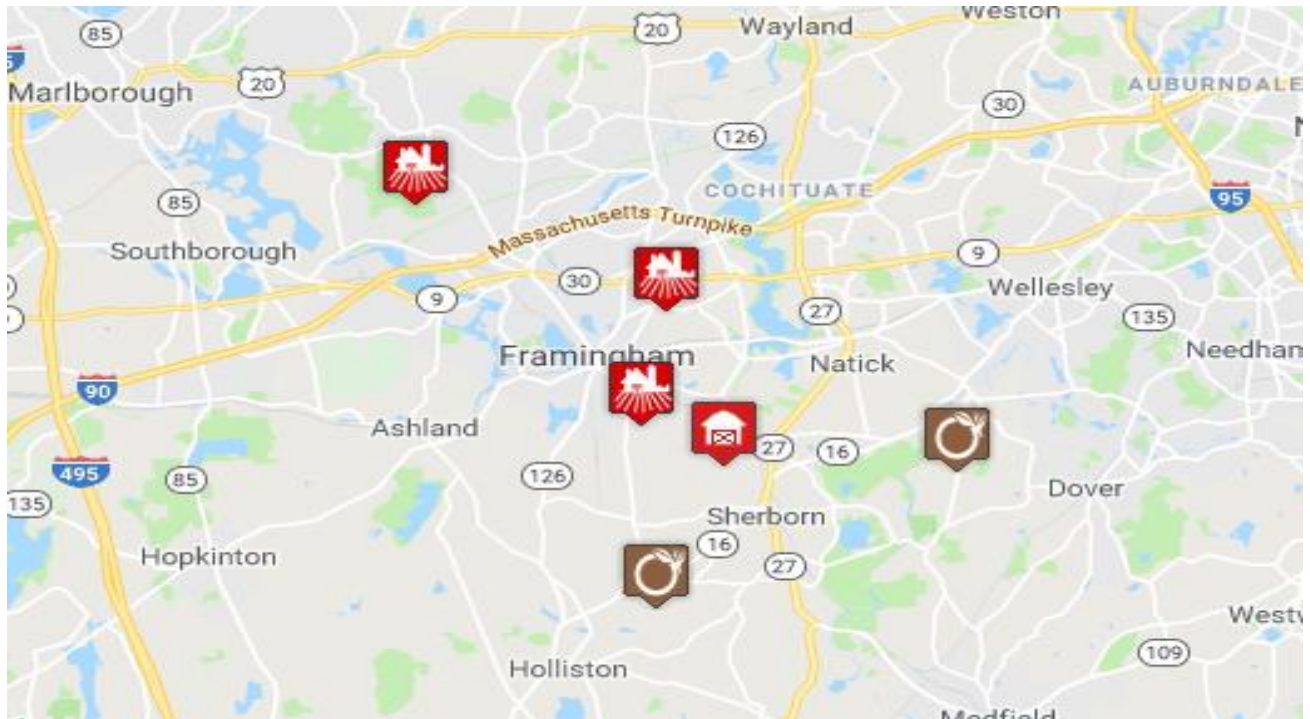 85
20
Wayland
Weston
20
Marlborough
30
AUBURNDALE
126
COCHITUATE
85
95
Massachusetts Turnpike
Southborough
9
30
9
Wellesley
27
135
Framingham
Natick
Needham
90
Ashland
27
16
495
85
126
135
Dover
Sherborn
16
Hopkinton
27
Holliston
109
Medfield